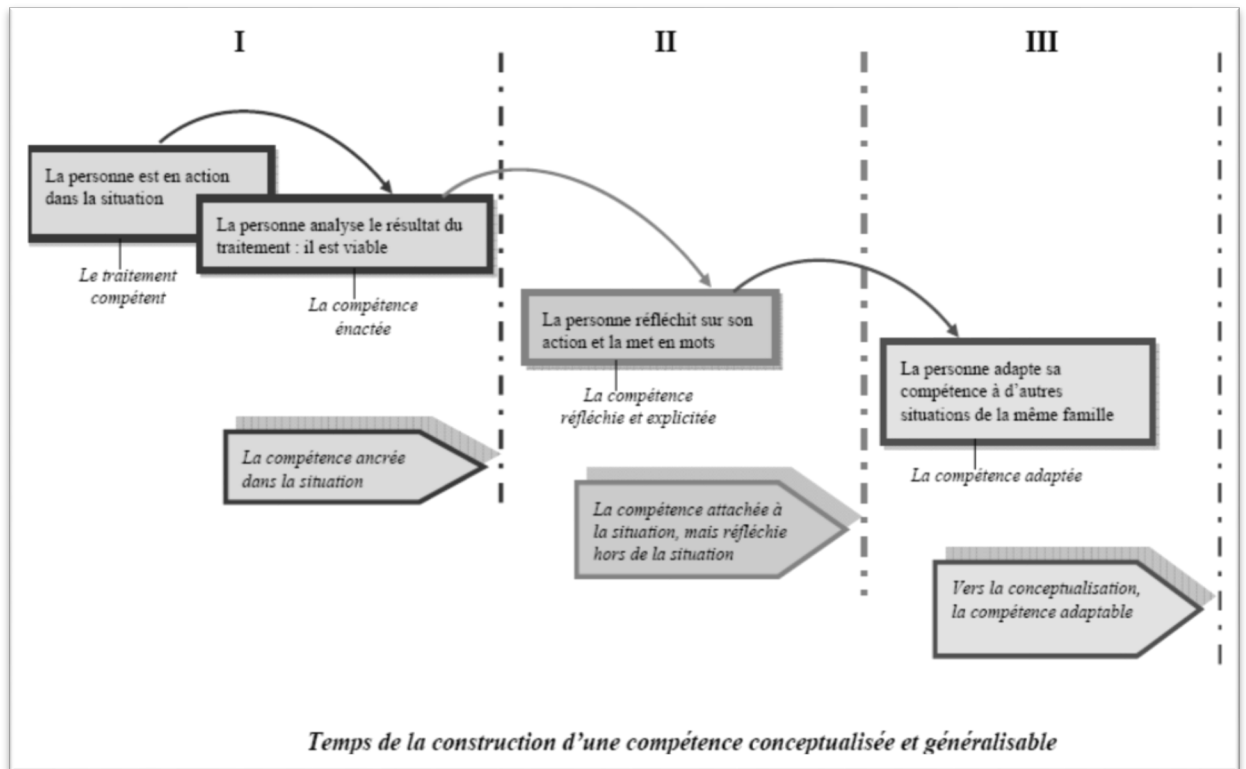 I
II
III
La personne est en action
dans la situation
La personne analyse le résultat du
traitement : il est viable
Le traitement
compétent
La compétence
énactée
La personne réfléchit sur son
action et la met en mots
La compétence
réfléchie et explicitée
La personne adapte sa
compétence à d’autres
situations de la même famille
La compétence adaptée
La compétence ancrée
dans la situation
La compétence attachée à
la situation, mais réfléchie
hors de la situation
Vers la conceptualisation,
la compétence adaptable
Temps de la construction d’une compétence conceptualisée et généralisable